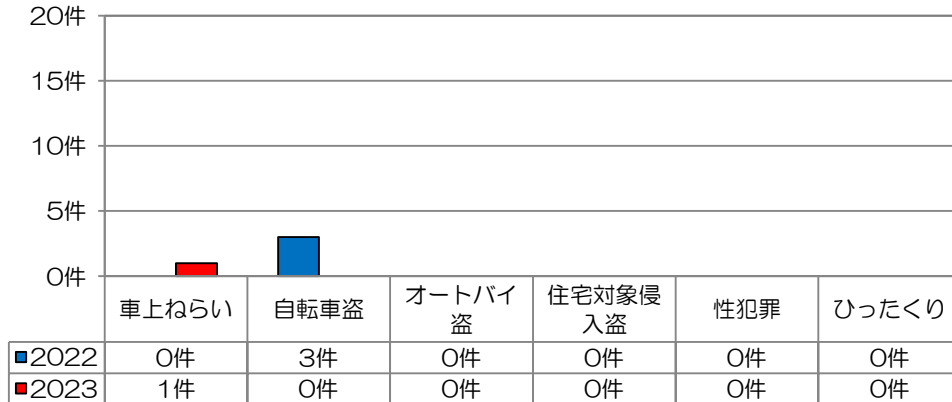 20件
15件
10件
5件
0件
車上ねらい 自転車盗 オートバイ盗 住宅対象侵入盗 性犯罪 ひったくり
2022 0件 3件 0件 0件 0件 0件
2023 1件 0件 0件 0件 0件 0件